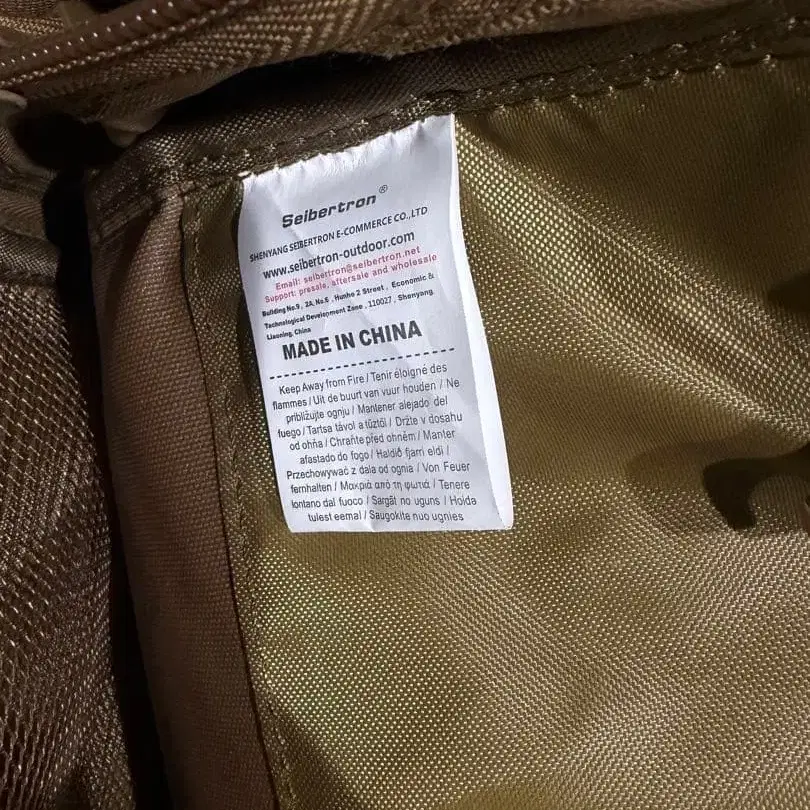 Seibertron ®
SHENYANG SEIBERTRON E-COMMERCE CO.,LTD
www.seibertron-outdoor.com
Email: seibertron@seibertron.net
Support: presale, aftersale and wholesale
Building No.9 , 2A, No.6 , Hunhe 2 Street , Economic &
Technological Development Zone , 110027 , Shenyang,
Liaoning, China
MADE IN CHINA
Keep Away from Fire / Tenir éloigné des
flammes / Uit de buurt van vuur houden / Ne
približujte ognju / Mantener alejado del
fuego / Tartsa távol a tűztől / Držte v dosahu
od ohňa / Chraňte před ohněm / Manter
afastado do fogo / Haldið fjarri eldi /
Przechowywać z dala od ognia / Von Feuer
fernhalten / Μακριά από τη φωτιά / Tenere
lontano dal fuoco / Sargāt no uguns / Hoida
tulest eemal / Saugokite nuo ugnies